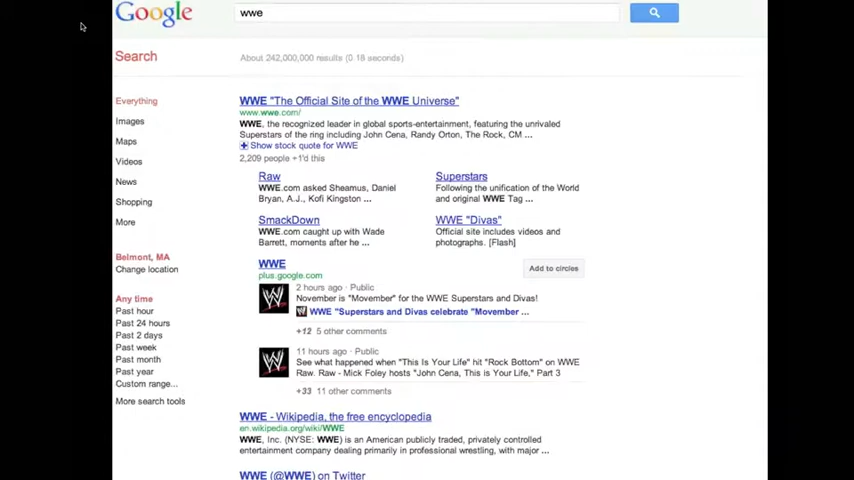 Google
wwe
Search
About 242,000,000 results (0.18 seconds)
Everything
Images
Maps
Videos
News
Shopping
More
Belmont, MA
Change location
Any time
Past hour
Past 24 hours
Past 2 days
Past week
Past month
Past year
Custom range...
More search tools
WWE "The Official Site of the WWE Universe"
www.wwe.com/
WWE, the recognized leader in global sports-entertainment, featuring the unrivaled
Superstars of the ring including John Cena, Randy Orton, The Rock, CM ...
Show stock quote for WWE
2,209 people +1'd this
Raw
WWE.com asked Sheamus, Daniel
Bryan, A.J., Kofi Kingston ...
Superstars
Following the unification of the World
and original WWE Tag ...
SmackDown
WWE.com caught up with Wade
Barrett, moments after he ...
WWE "Divas"
Official site includes videos and
photographs. [Flash]
WWE
plus.google.com
Add to circles
2 hours ago - Public
November is "Movember" for the WWE Superstars and Divas!
WWE "Superstars and Divas celebrate "Movember ...
+12 5 other comments
11 hours ago - Public
See what happened when "This Is Your Life" hit "Rock Bottom" on WWE
Raw. Raw - Mick Foley hosts "John Cena, This is Your Life," Part 3
+33 11 other comments
WWE - Wikipedia, the free encyclopedia
en.wikipedia.org/wiki/WWE
WWE, Inc. (NYSE: WWE) is an American publicly traded, privately controlled
entertainment company dealing primarily in professional wrestling, with major ...
WWE (@WWE) on Twitter